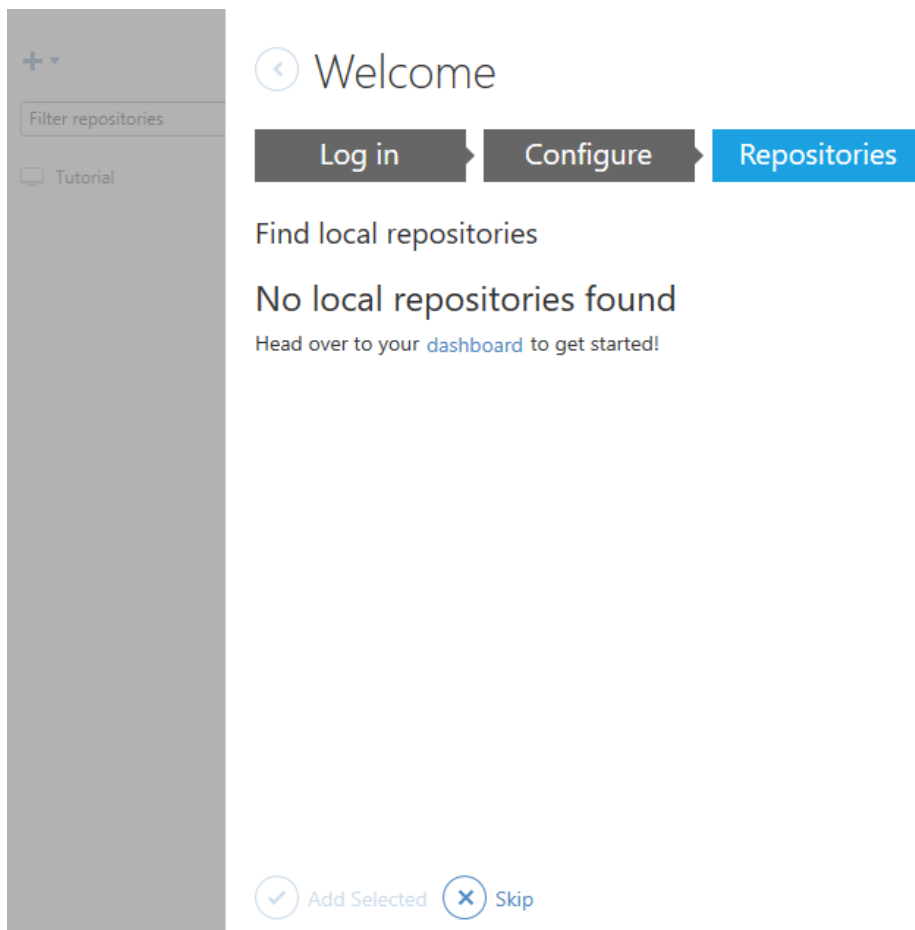 Welcome
Filter repositories
Log in Configure Repositories
Tutorial
Find local repositories
No local repositories found
Head over to your dashboard to get started!
Add Selected Skip